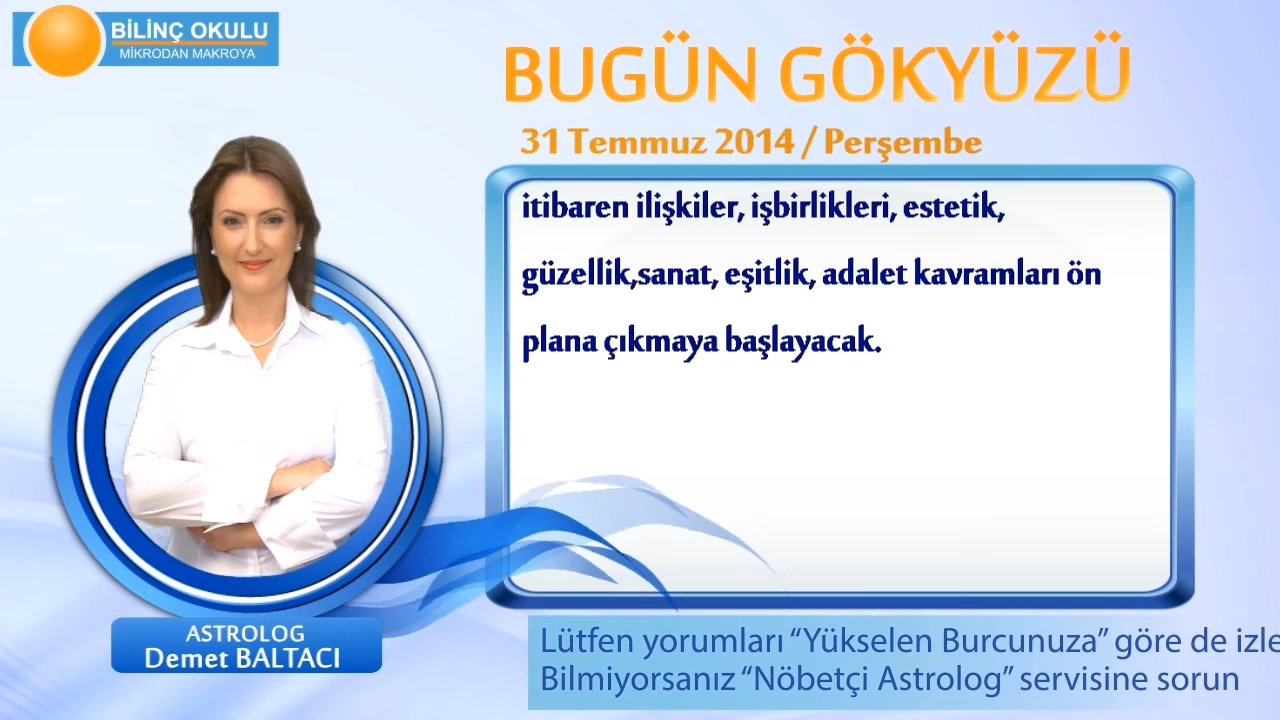 BİLİNÇ OKULU
MİKRODAN MAKROYA
BUGÜN GÖKYÜZÜ
31 Temmuz 2014 / Perşembe
itibaren ilişkiler, işbirlikleri, estetik,
güzellik,sanat, eşitlik, adalet kavramları ön
plana çıkmaya başlayacak.
ASTROLOG
Demet BALTACI
Lütfen yorumları “Yükselen Burcunuza” göre de izle
Bilmiyorsanız “Nöbetçi Astrolog” servisine sorun